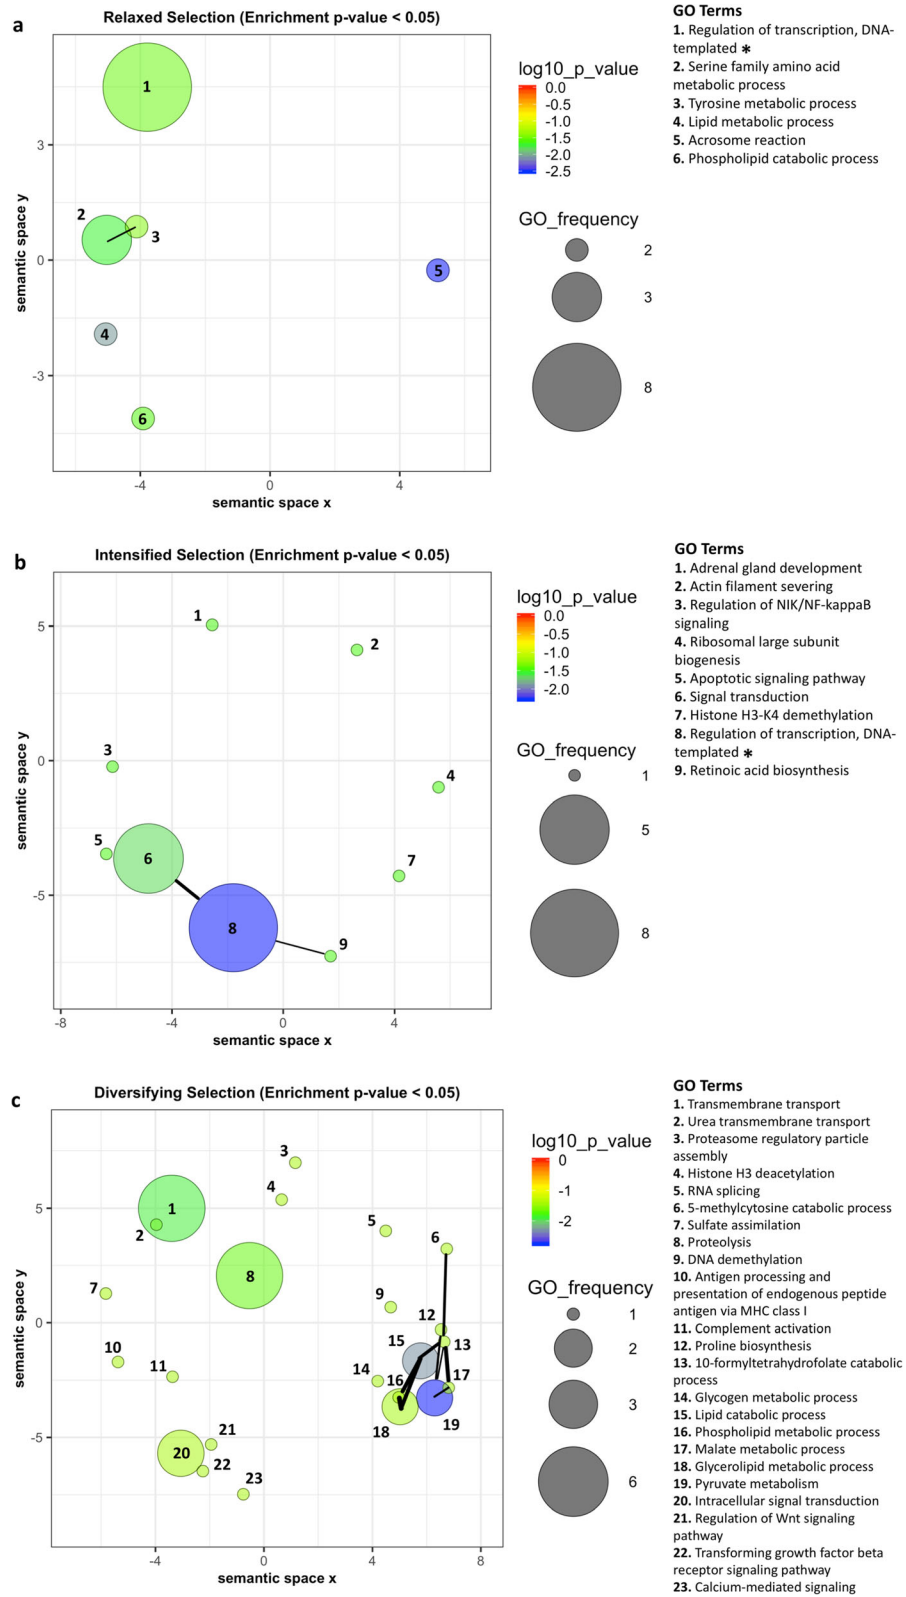 a
Relaxed Selection (Enrichment p-value < 0.05)
semantic space y
3
0
-3
-4
0
4
semantic space x
1
2
3
4
5
6
log10_p_value
0.0
-0.5
-1.0
-1.5
-2.0
-2.5
GO_frequency
2
3
8
GO Terms
1. Regulation of transcription, DNA-
templated *
2. Serine family amino acid
metabolic process
3. Tyrosine metabolic process
4. Lipid metabolic process
5. Acrosome reaction
6. Phospholipid catabolic process
b
Intensified Selection (Enrichment p-value < 0.05)
semantic space y
5
0
-5
-8
-4
0
4
semantic space x
1
2
3
4
5
6
7
8
9
log10_p_value
0.0
-0.5
-1.0
-1.5
-2.0
GO_frequency
1
5
8
GO Terms
1. Adrenal gland development
2. Actin filament severing
3. Regulation of NIK/NF-kappaB
signaling
4. Ribosomal large subunit
biogenesis
5. Apoptotic signaling pathway
6. Signal transduction
7. Histone H3-K4 demethylation
8. Regulation of transcription, DNA-
templated *
9. Retinoic acid biosynthesis
c
Diversifying Selection (Enrichment p-value < 0.05)
semantic space y
5
0
-5
-4
0
4
8
semantic space x
1
2
3
4
5
6
7
8
9
10
11
12
13
14
15
16
17
18
19
20
21
22
23
log10_p_value
0
-1
-2
GO_frequency
1
2
3
6
GO Terms
1. Transmembrane transport
2. Urea transmembrane transport
3. Proteasome regulatory particle
assembly
4. Histone H3 deacetylation
5. RNA splicing
6. 5-methylcytosine catabolic process
7. Sulfate assimilation
8. Proteolysis
9. DNA demethylation
10. Antigen processing and
presentation of endogenous peptide
antigen via MHC class I
11. Complement activation
12. Proline biosynthesis
13. 10-formyltetrahydrofolate catabolic
process
14. Glycogen metabolic process
15. Lipid catabolic process
16. Phospholipid metabolic process
17. Malate metabolic process
18. Glycerolipid metabolic process
19. Pyruvate metabolism
20. Intracellular signal transduction
21. Regulation of Wnt signaling
pathway
22. Transforming growth factor beta
receptor signaling pathway
23. Calcium-mediated signaling